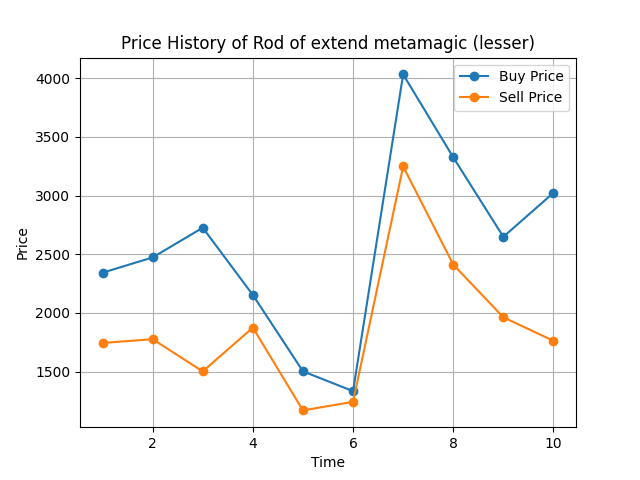 Price History of Rod of extend metamagic (lesser)
Buy Price
Sell Price
4000
3500
3000
2500
2000
1500
Price
2 4 6 8 10
Time